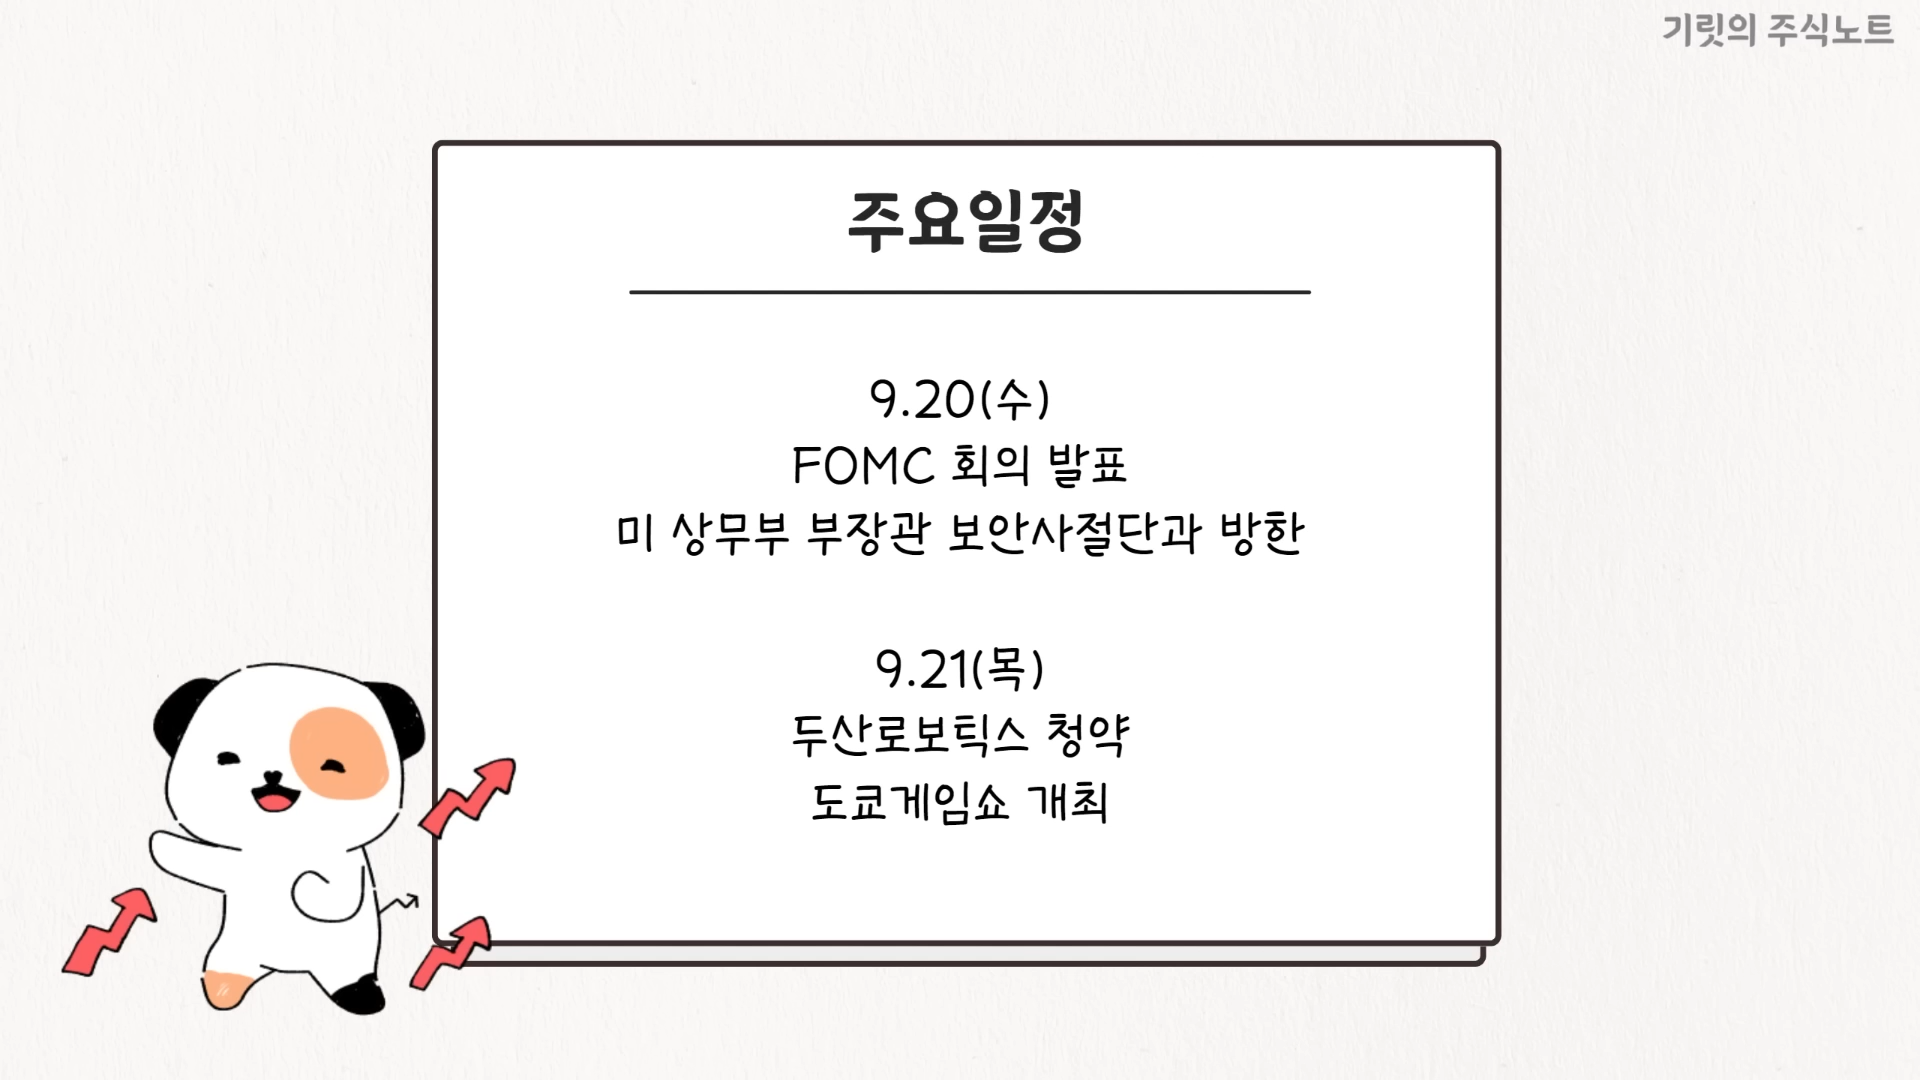 기릿의 주식노트
주요일정
9.20(수)
FOMC 회의 발표
미 상무부 부장관 보안사절단과 방한
9.21(목)
두산로보틱스 청약
도쿄게임쇼 개최